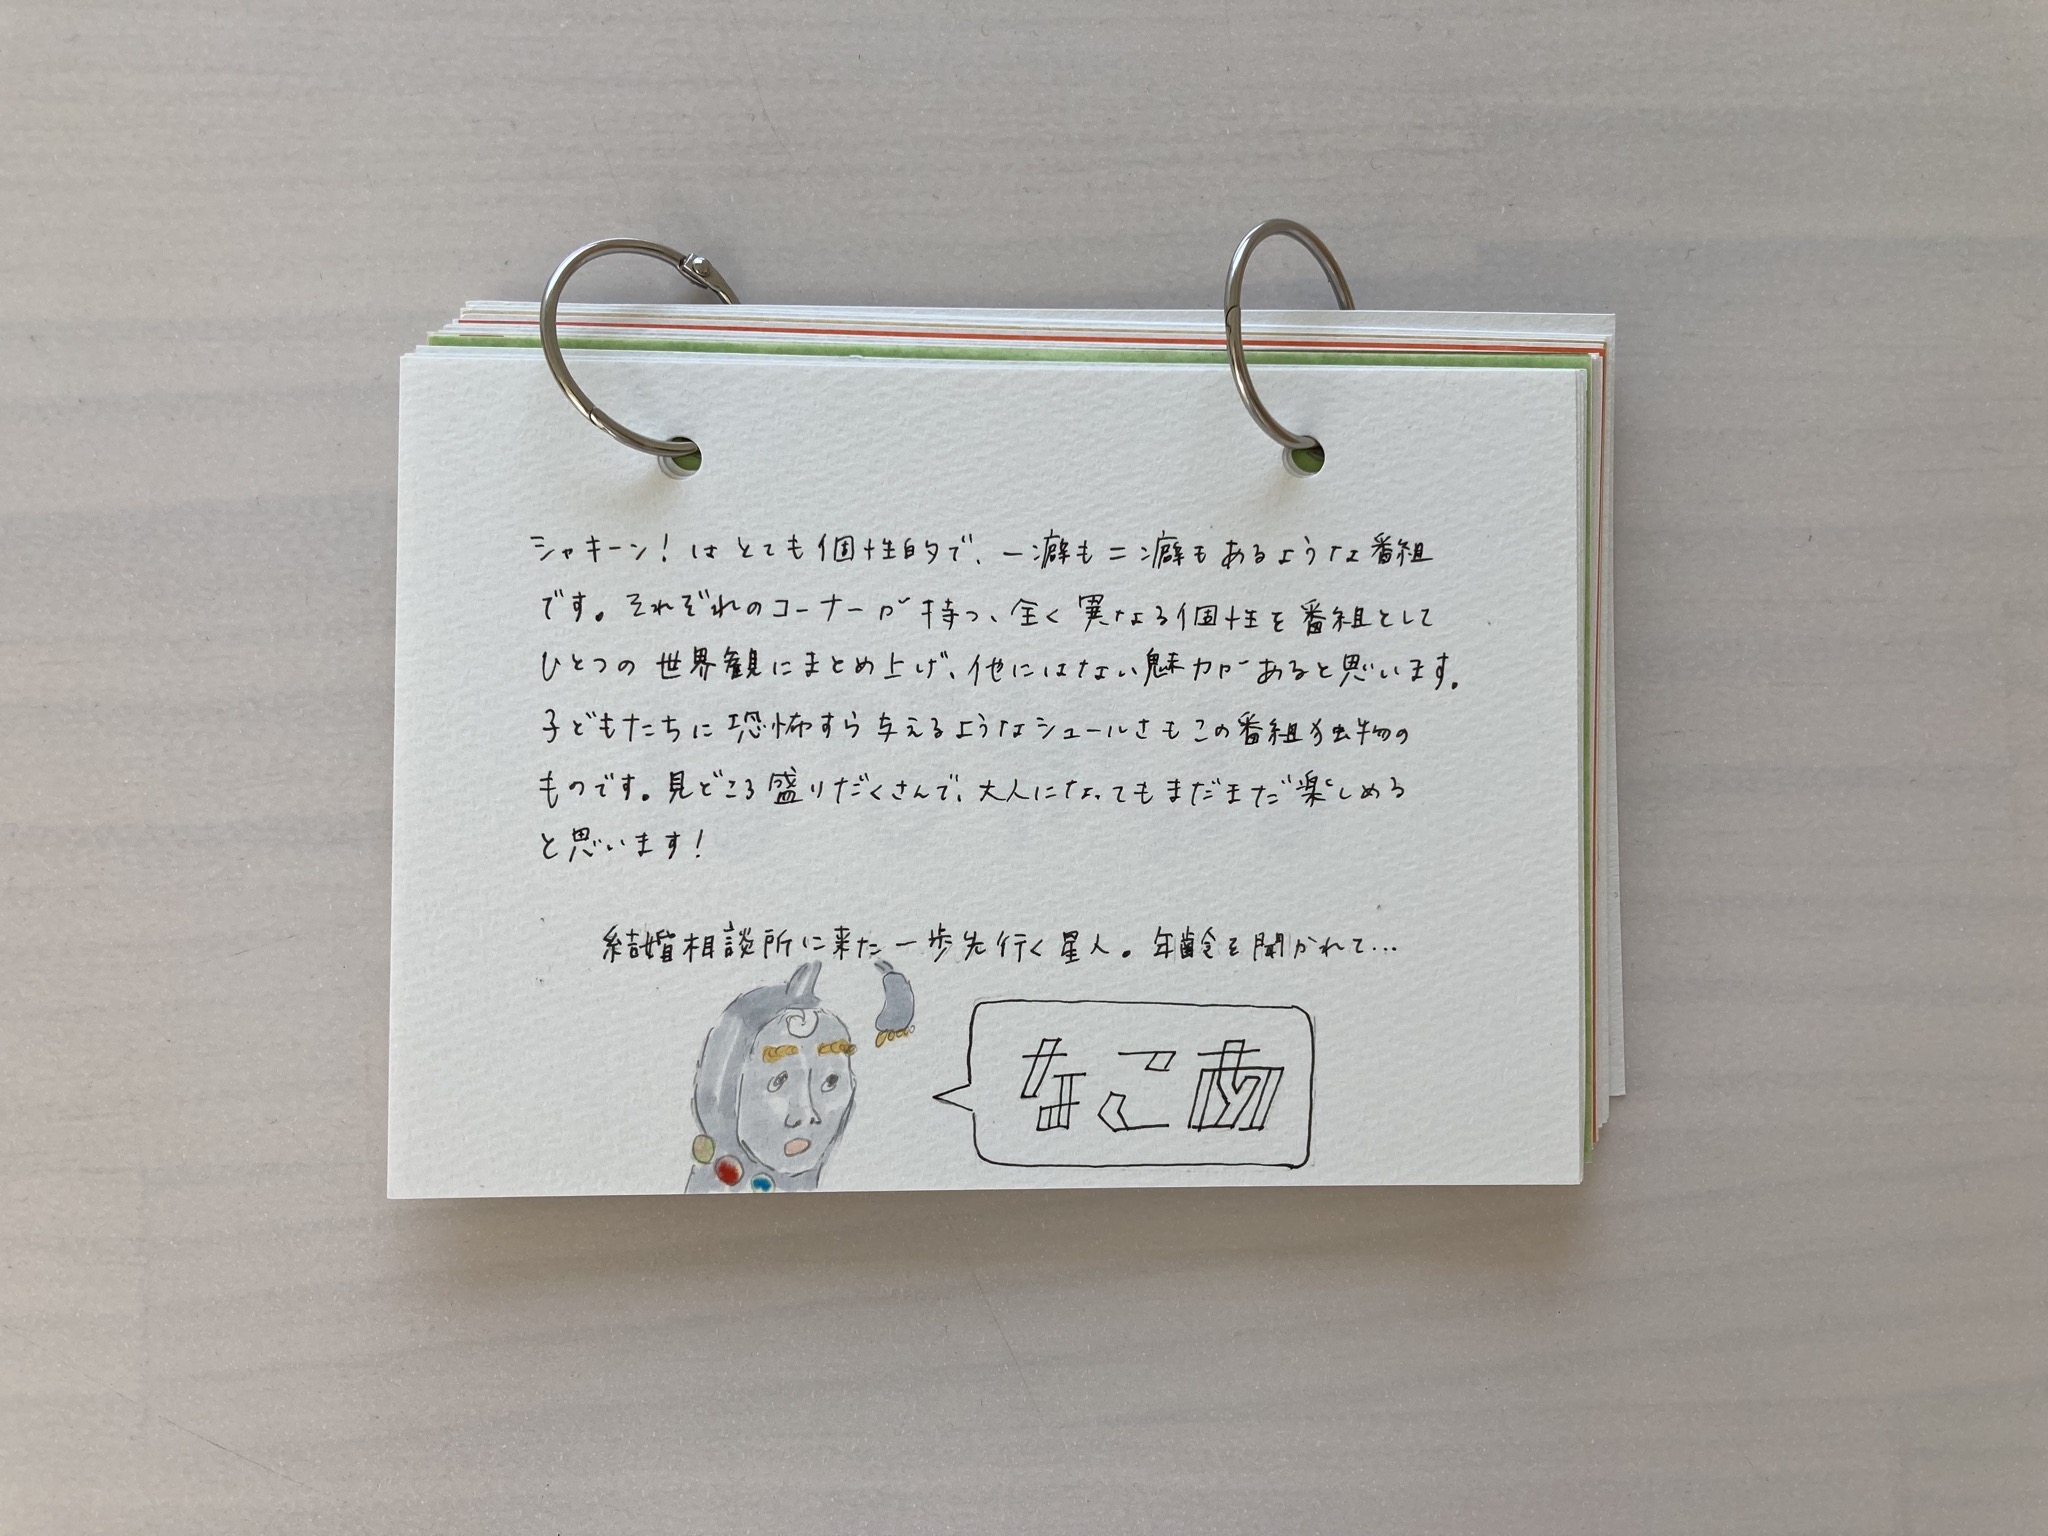 シャキーン！はとても個性的で、一癖も二癖もあるような番組
です。それぞれのコーナーが持つ、全く異なる個性を番組として
ひとつの世界観にまとめ上げ、他にはない魅力があると思います。
子どもたちに恐怖すら与えるようなシュールさもこの番組独物の
ものです。見どころ盛りだくさんで、大人になってもまだまだ楽しめる
と思います！
結婚相談所に来た一歩先行く星人。年齢を聞かれて…
なこあ